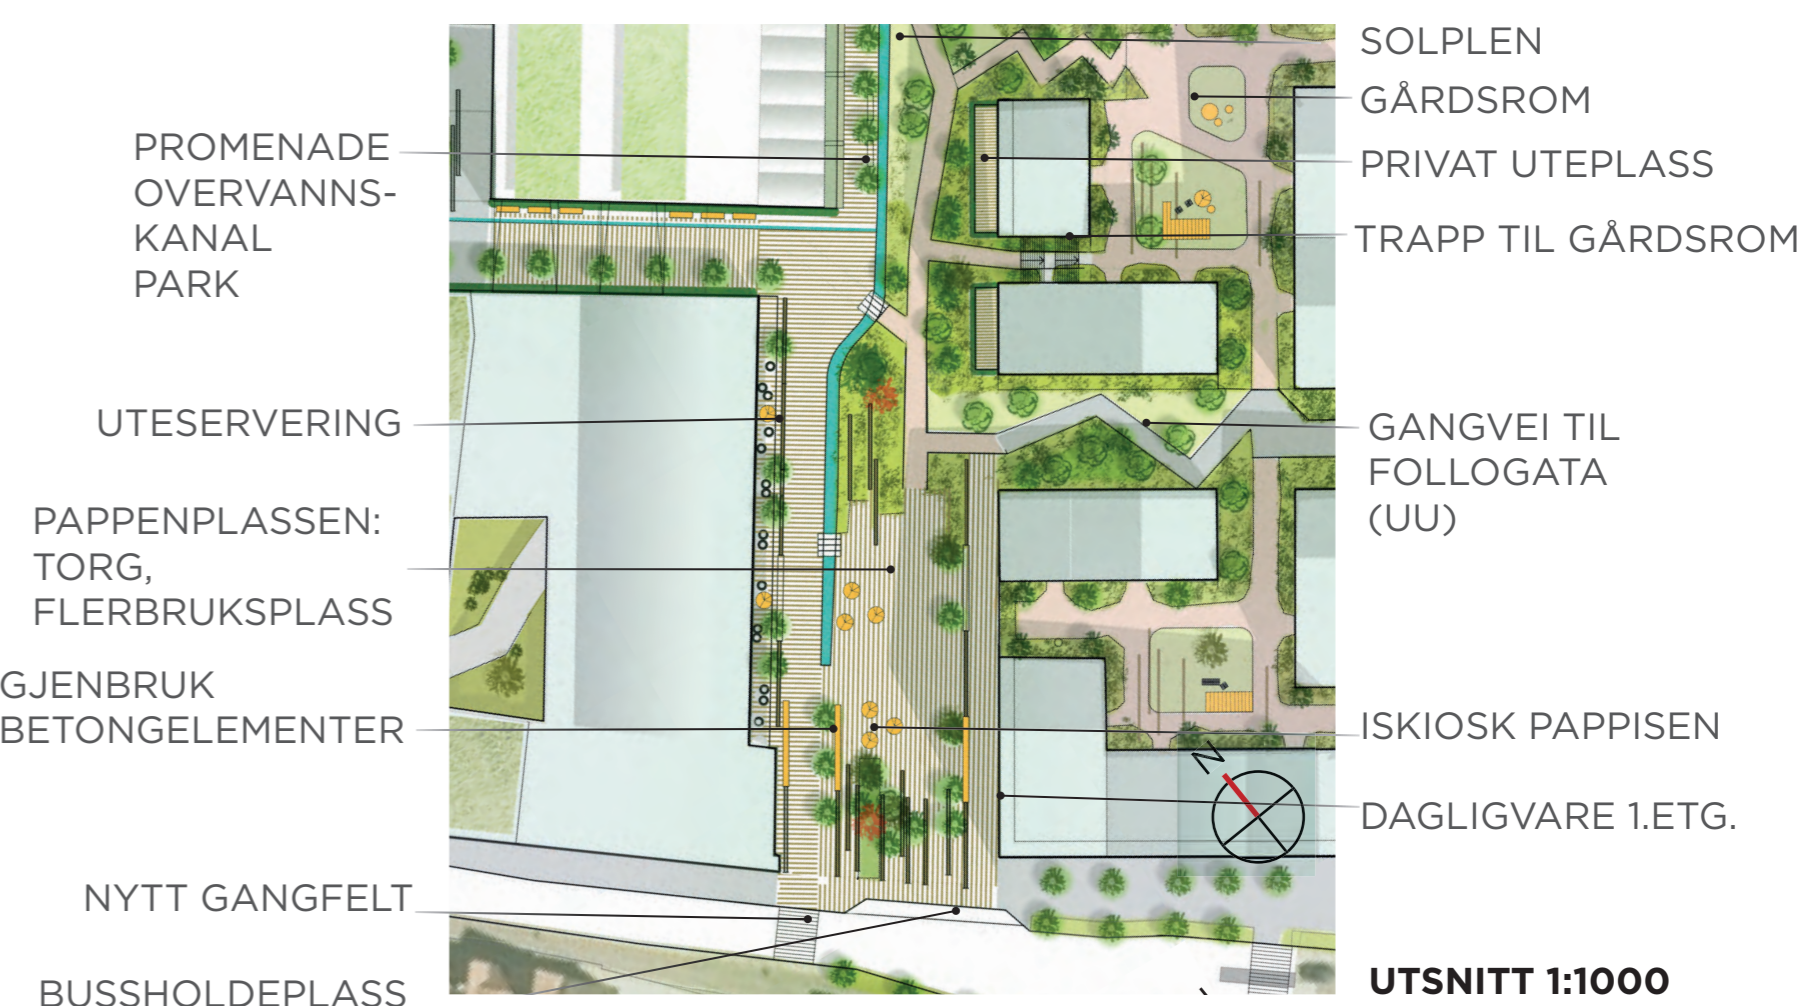 PROMENADE
OVERVANNS-
KANAL
PARK
UTESERVERING
PAPPENPLASSEN:
TORG,
FLERBRUKSPLASS
GJENBRUK
BETONGELEMENTER
NYTT GANGFELT
BUSSHOLDEPLASS
SOLPLEN
GÅRDSROM
PRIVAT UTEPLASS
TRAPP TIL GÅRDSROM
GANGVEI TIL
FOLLOGATA
(UU)
ISKIOSK PAPPISEN
N
DAGLIGVARE 1.ETG.
UTSNITT 1:1000